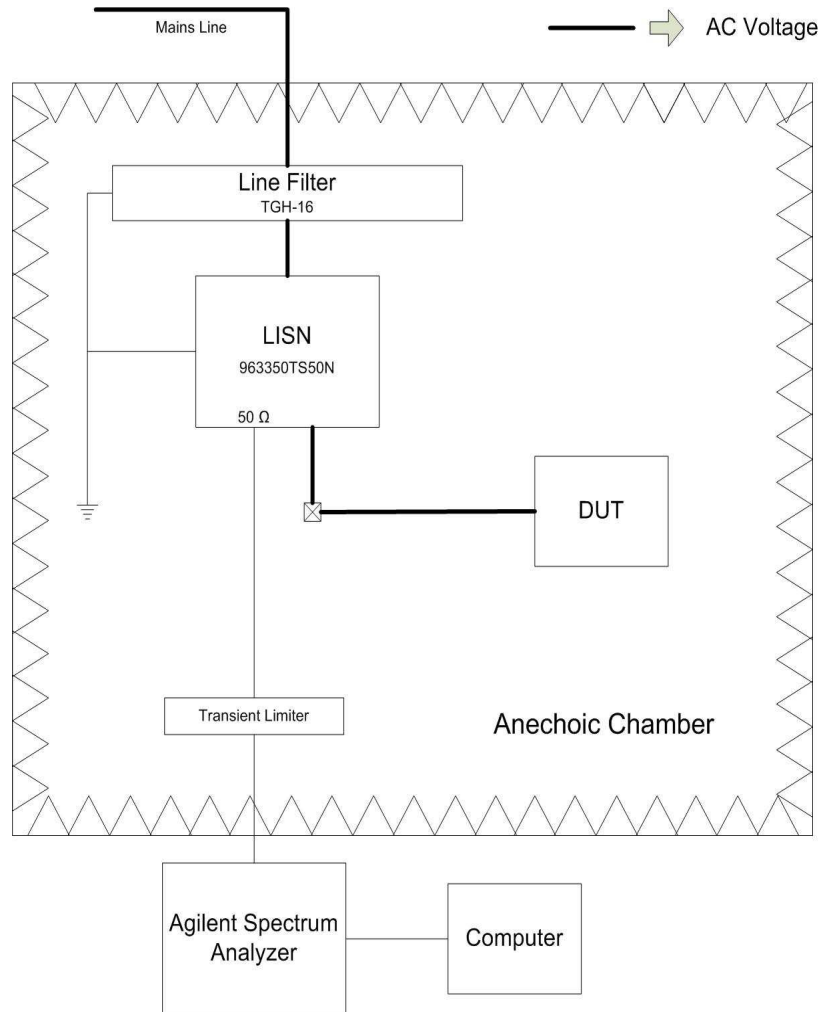 Mains Line
AC Voltage
Line Filter
TGH-16
LISN
963350TS50N
50 Ω
DUT
Transient Limiter
Anechoic Chamber
Agilent Spectrum
Analyzer
Computer